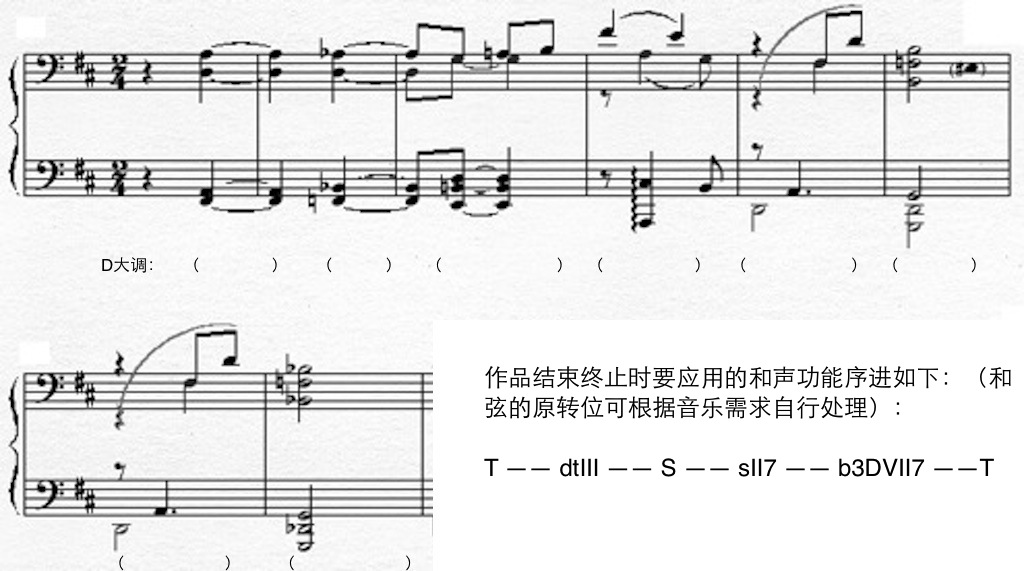 D大调： （ ） （ ） （ ） （ ） （ ） （ ）
作品结束终止时要应用的和声功能序进如下：（和
弦的原转位可根据音乐需求自行处理）：
T —— dtIII —— S —— sII7 —— b3DVII7 ——T
（ ） （ ）